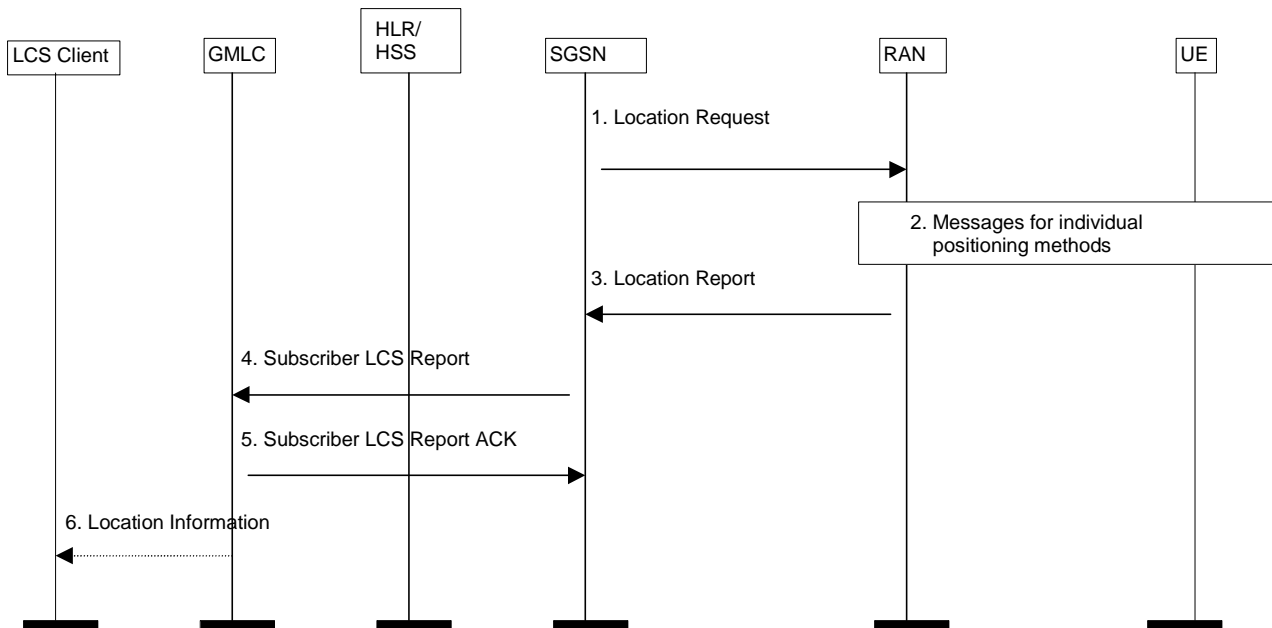 HLR/
HSS
LCS Client
GMLC
SGSN
RAN
UE
1. Location Request
2. Messages for individual
positioning methods
3. Location Report
4. Subscriber LCS Report
5. Subscriber LCS Report ACK
6. Location Information